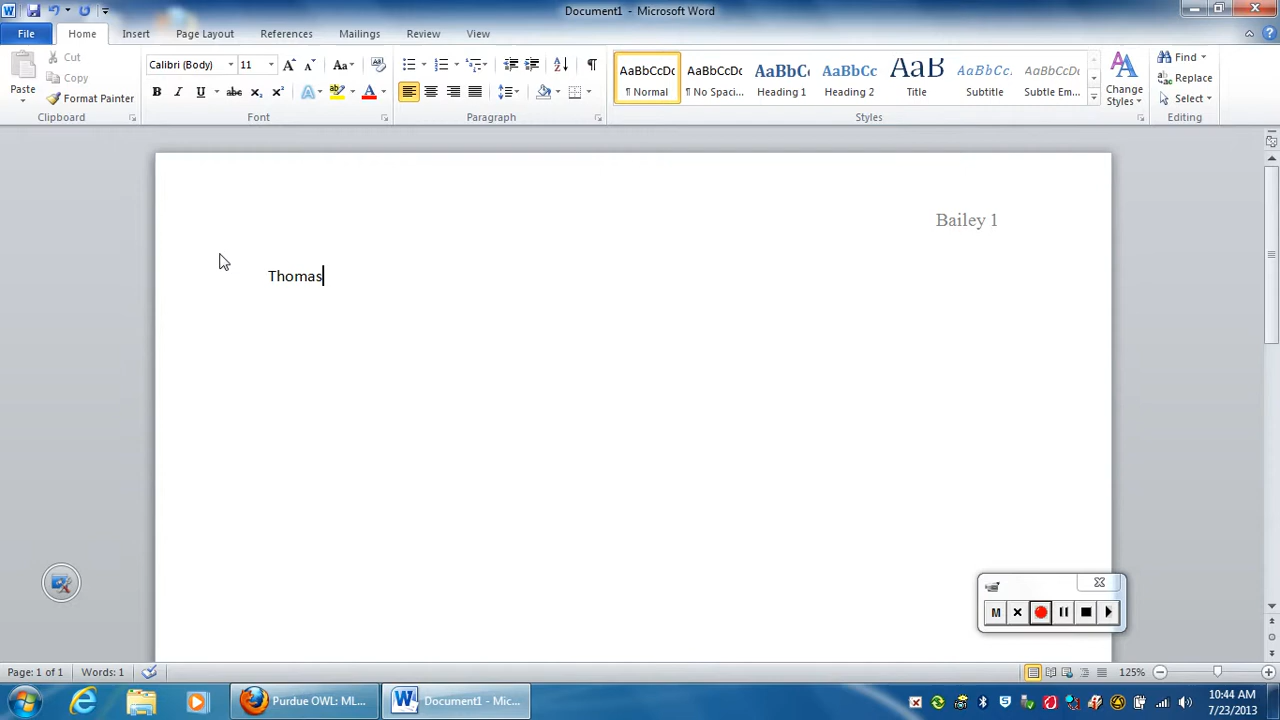 Document1 - Microsoft Word
File Home Insert Page Layout References Mailings Review View
Paste
Cut
Copy
Format Painter
Clipboard
Calibri (Body) 11
Font
Paragraph
AaBbCcDc AaBbCcDc AaBbC AaBbCc AaB AaBbCc. AaBbCcDc
¶ Normal ¶ No Spaci... Heading 1 Heading 2 Title Subtitle Subtle Em...
Change Styles
Styles
Find
Replace
Select
Editing
Bailey 1
Thomas
M
Page: 1 of 1 Words: 1 125%
Purdue OWL: ML... Document1 - Mic...
10:44 AM
7/23/2013